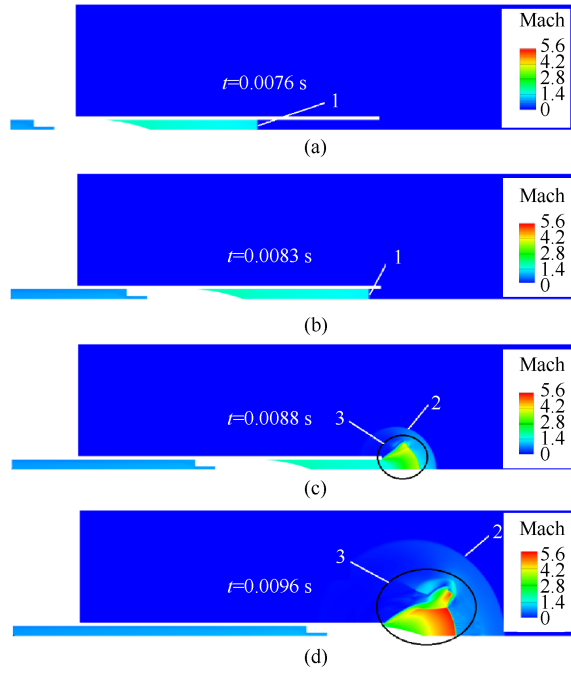 Mach
5.6
4.2
2.8
1.4
0
t=0.0076 s
1
(a)
Mach
5.6
4.2
2.8
1.4
0
t=0.0083 s
1
(b)
Mach
5.6
4.2
2.8
1.4
0
t=0.0088 s
3
2
(c)
Mach
5.6
4.2
2.8
1.4
0
t=0.0096 s
3
2
(d)